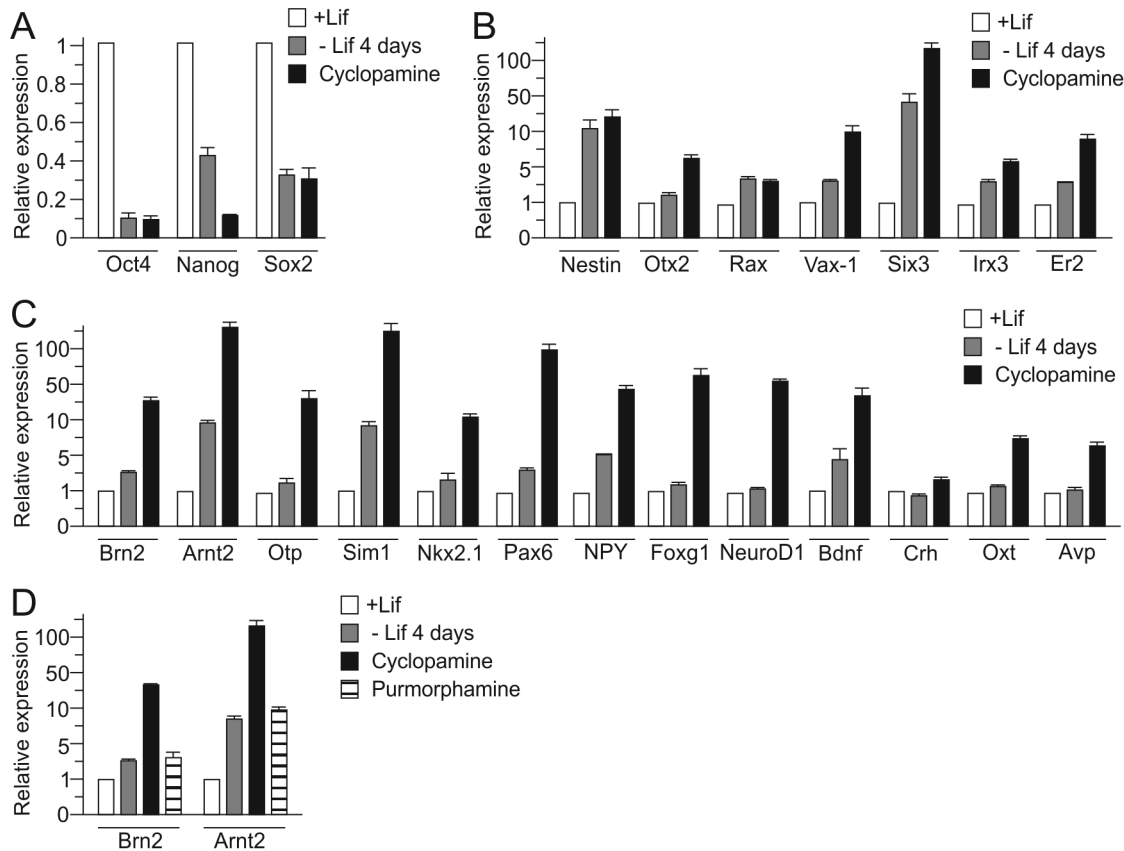 A
Relative expression
1
0.8
0.6
0.4
0.2
0
Oct4 Nanog Sox2
+Lif
- Lif 4 days
Cyclopamine
B
Relative expression
100
50
10
5
1
0
Nestin Otx2 Rax Vax-1 Six3 Irx3 Er2
+Lif
- Lif 4 days
Cyclopamine
C
Relative expression
100
50
10
5
1
0
Brn2 Arnt2 Otp Sim1 Nkx2.1 Pax6 NPY Foxg1 NeuroD1 Bdnf Crh Oxt Avp
+Lif
- Lif 4 days
Cyclopamine
D
Relative expression
100
50
10
5
1
0
Brn2 Arnt2
+Lif
- Lif 4 days
Cyclopamine
Purmorphamine